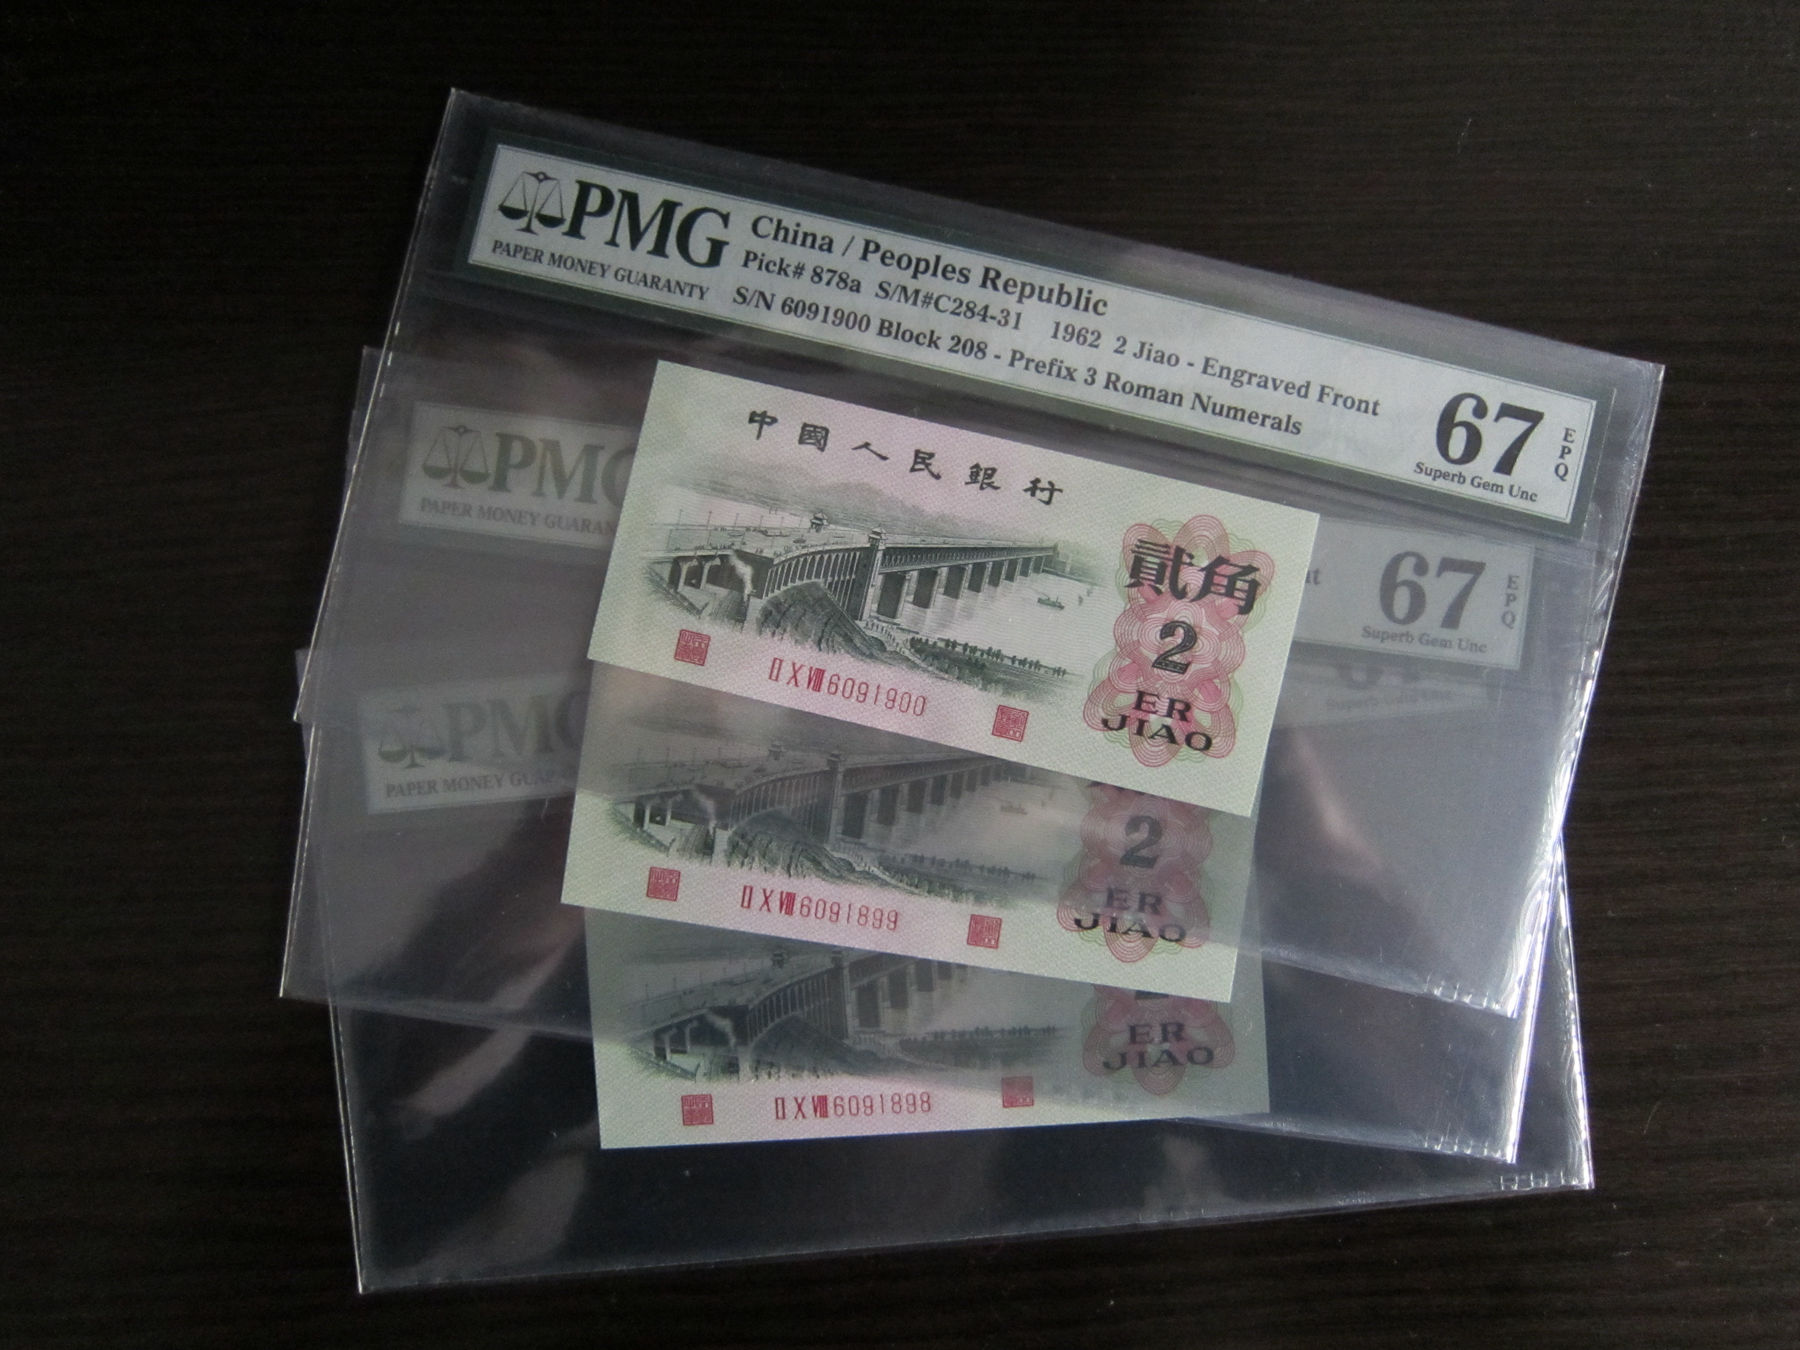 PMG
PAPER MONEY GUARANTY
China / Peoples Republic
Pick# 878a S/M#C284-31 1962 2 Jiao - Engraved Front
S/N 6091900 Block 208 - Prefix 3 Roman Numerals
67
EPQ
Superb Gem Unc
中國人民銀行
貳角
2
ER
JIAO
ⅡⅩⅧ6091900
PMG
PAPER MONEY GUARAN
67
EPQ
Superb Gem Unc
2
ER
JIAO
ⅡⅩⅧ6091899
PMG
PAPER MONEY GUAR
ER
JIAO
ⅡⅩⅧ6091898